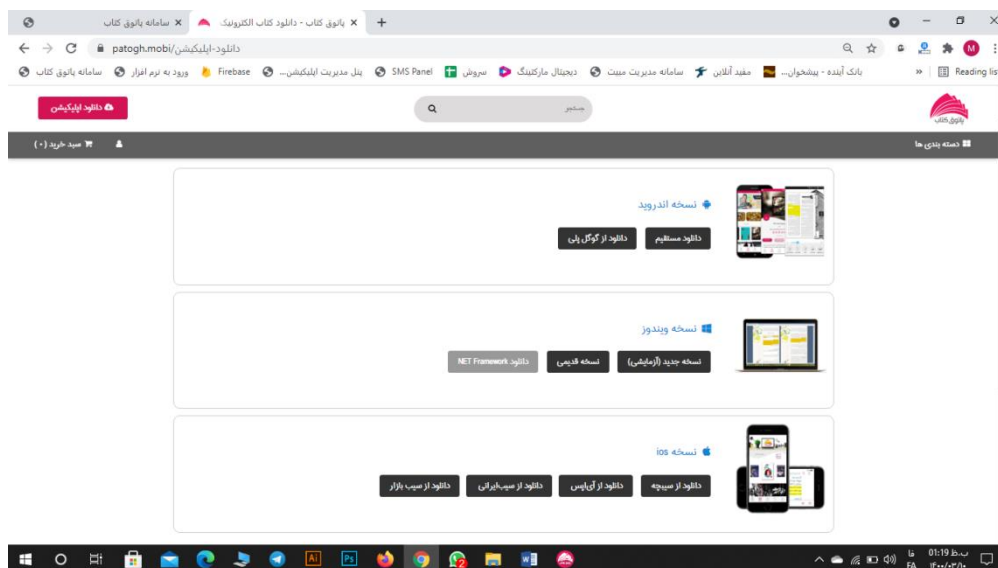 سامانه پاتوق کتاب
پاتوق کتاب - دانلود کتاب الکترونیک
patogh.mobi/دانلود-اپلیکیشن
سامانه پاتوق کتاب
ورود به نرم افزار
Firebase
پنل مدیریت اپلیکیشن...
SMS Panel
سروش
دیجیتال مارکتینگ
سامانه مدیریت مبیت
مفید آنلاین
بانک آینده - پیشخوان...
Reading lis
دانلود اپلیکیشن
جستجو
پاتوق کتاب
دسته بندی ها
سبد خرید (۰)
نسخه اندروید
دانلود مستقیم
دانلود از گوگل پلی
نسخه ویندوز
نسخه جدید (آزمایشی)
نسخه قدیمی
دانلود NET Framework
نسخه ios
دانلود از سیبچه
دانلود از آی‌اپس
دانلود از سیب‌ایرانی
دانلود از سیب بازار
Ai
Ps
فا
FA
01:19 ب.ظ
۱۴۰۰/۰۳/۱۰